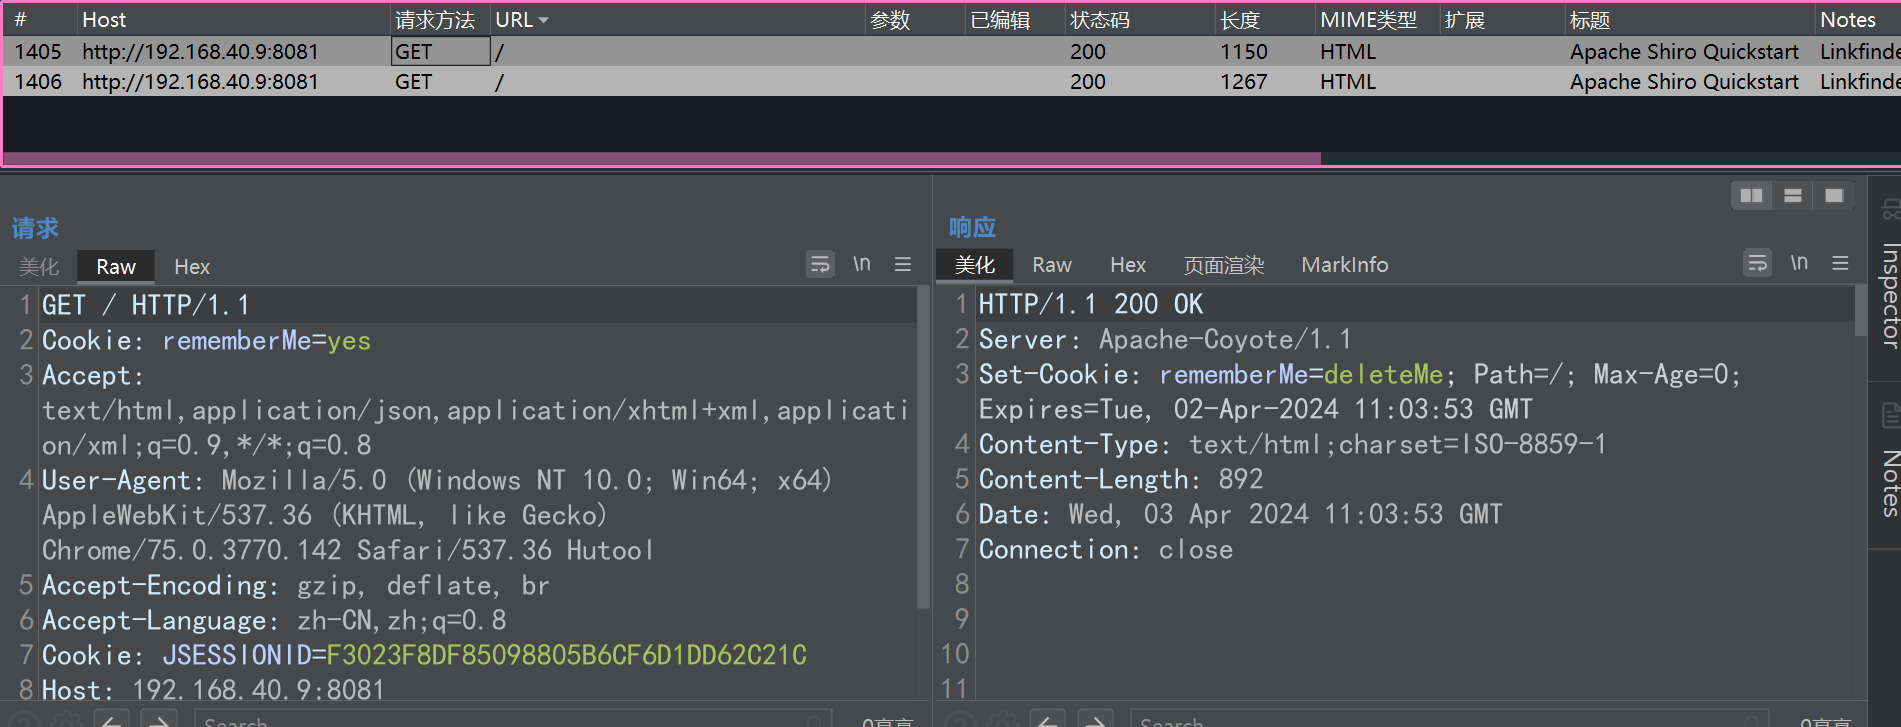 # Host 请求方法 URL 参数 已编辑 状态码 长度 MIME类型 扩展 标题 Notes
1405 http://192.168.40.9:8081 GET / 200 1150 HTML Apache Shiro Quickstart Linkfinde
1406 http://192.168.40.9:8081 GET / 200 1267 HTML Apache Shiro Quickstart Linkfinde
请求
美化 Raw Hex \n
1 GET / HTTP/1.1
2 Cookie: rememberMe=yes
3 Accept:
text/html,application/json,application/xhtml+xml,applicati
on/xml;q=0.9,*/*;q=0.8
4 User-Agent: Mozilla/5.0 (Windows NT 10.0; Win64; x64)
AppleWebKit/537.36 (KHTML, like Gecko)
Chrome/75.0.3770.142 Safari/537.36 Hutool
5 Accept-Encoding: gzip, deflate, br
6 Accept-Language: zh-CN,zh;q=0.8
7 Cookie: JSESSIONID=F3023F8DF85098805B6CF6D1DD62C21C
8 Host: 192.168.40.9:8081
Search
响应
美化 Raw Hex 页面渲染 MarkInfo \n
1 HTTP/1.1 200 OK
2 Server: Apache-Coyote/1.1
3 Set-Cookie: rememberMe=deleteMe; Path=/; Max-Age=0;
Expires=Tue, 02-Apr-2024 11:03:53 GMT
4 Content-Type: text/html;charset=ISO-8859-1
5 Content-Length: 892
6 Date: Wed, 03 Apr 2024 11:03:53 GMT
7 Connection: close
8
9
10
11
Search
Inspector
Notes